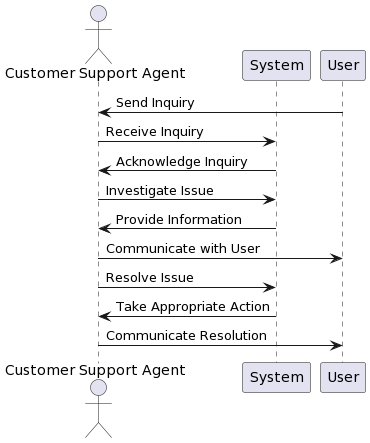 Customer Support Agent
System
User
Send Inquiry
Receive Inquiry
Acknowledge Inquiry
Investigate Issue
Provide Information
Communicate with User
Resolve Issue
Take Appropriate Action
Communicate Resolution
Customer Support Agent
System
User